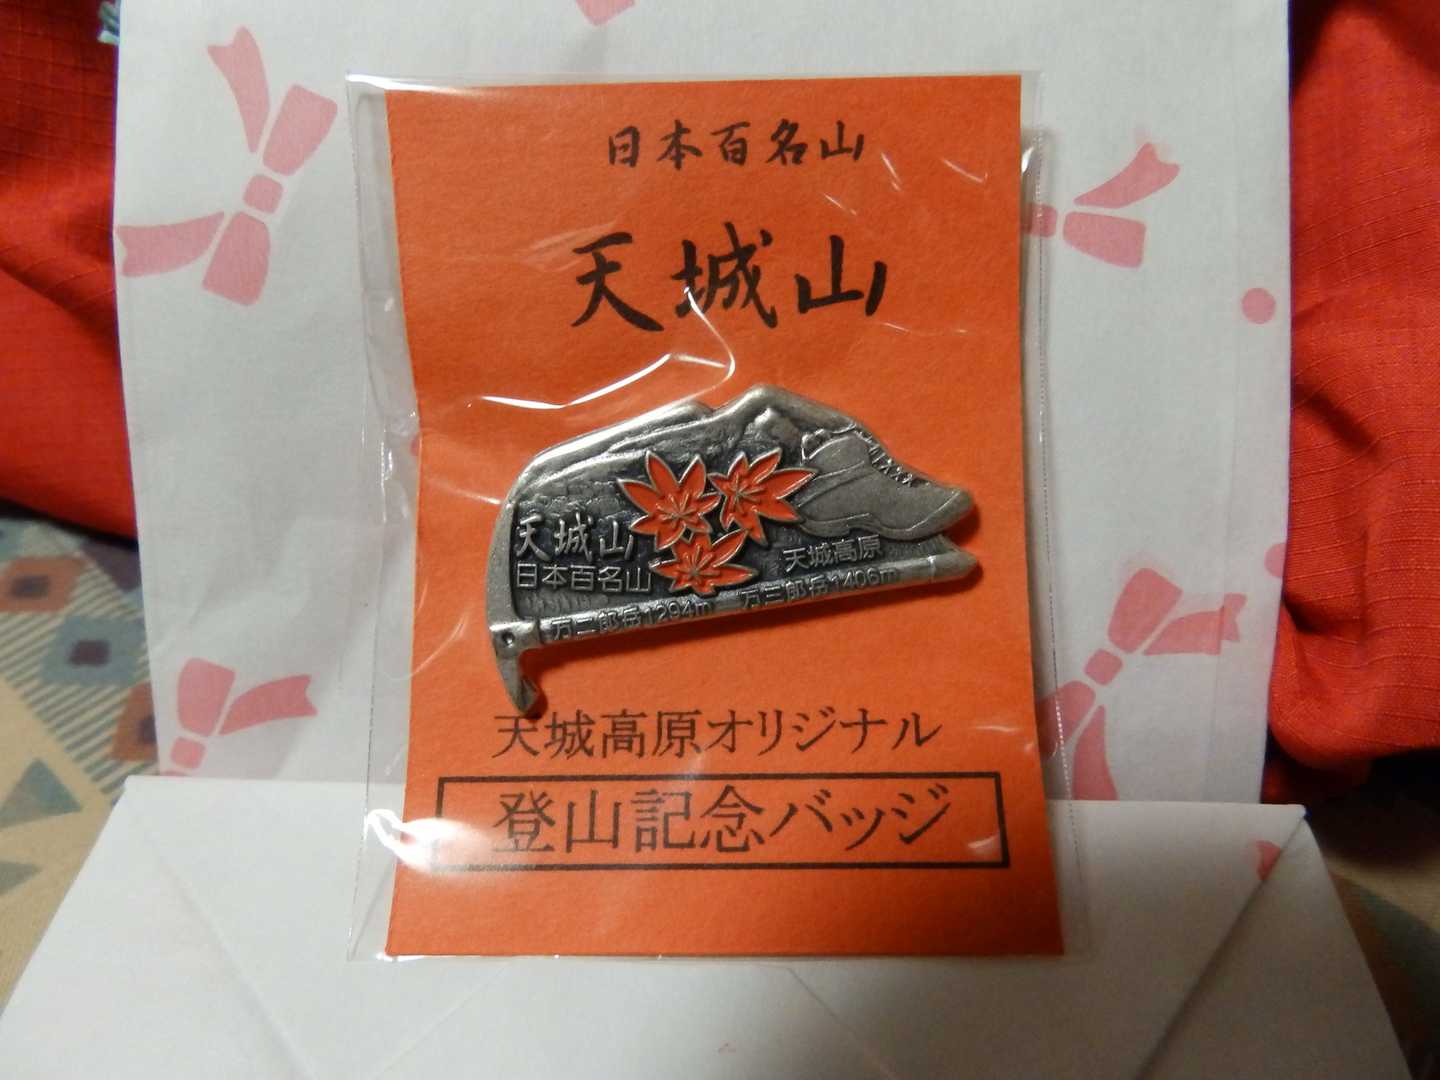 日本百名山
天城山
天城山
日本百名山
天城高原
万二郎岳1294m 万三郎岳1406m
天城高原オリジナル
登山記念バッジ